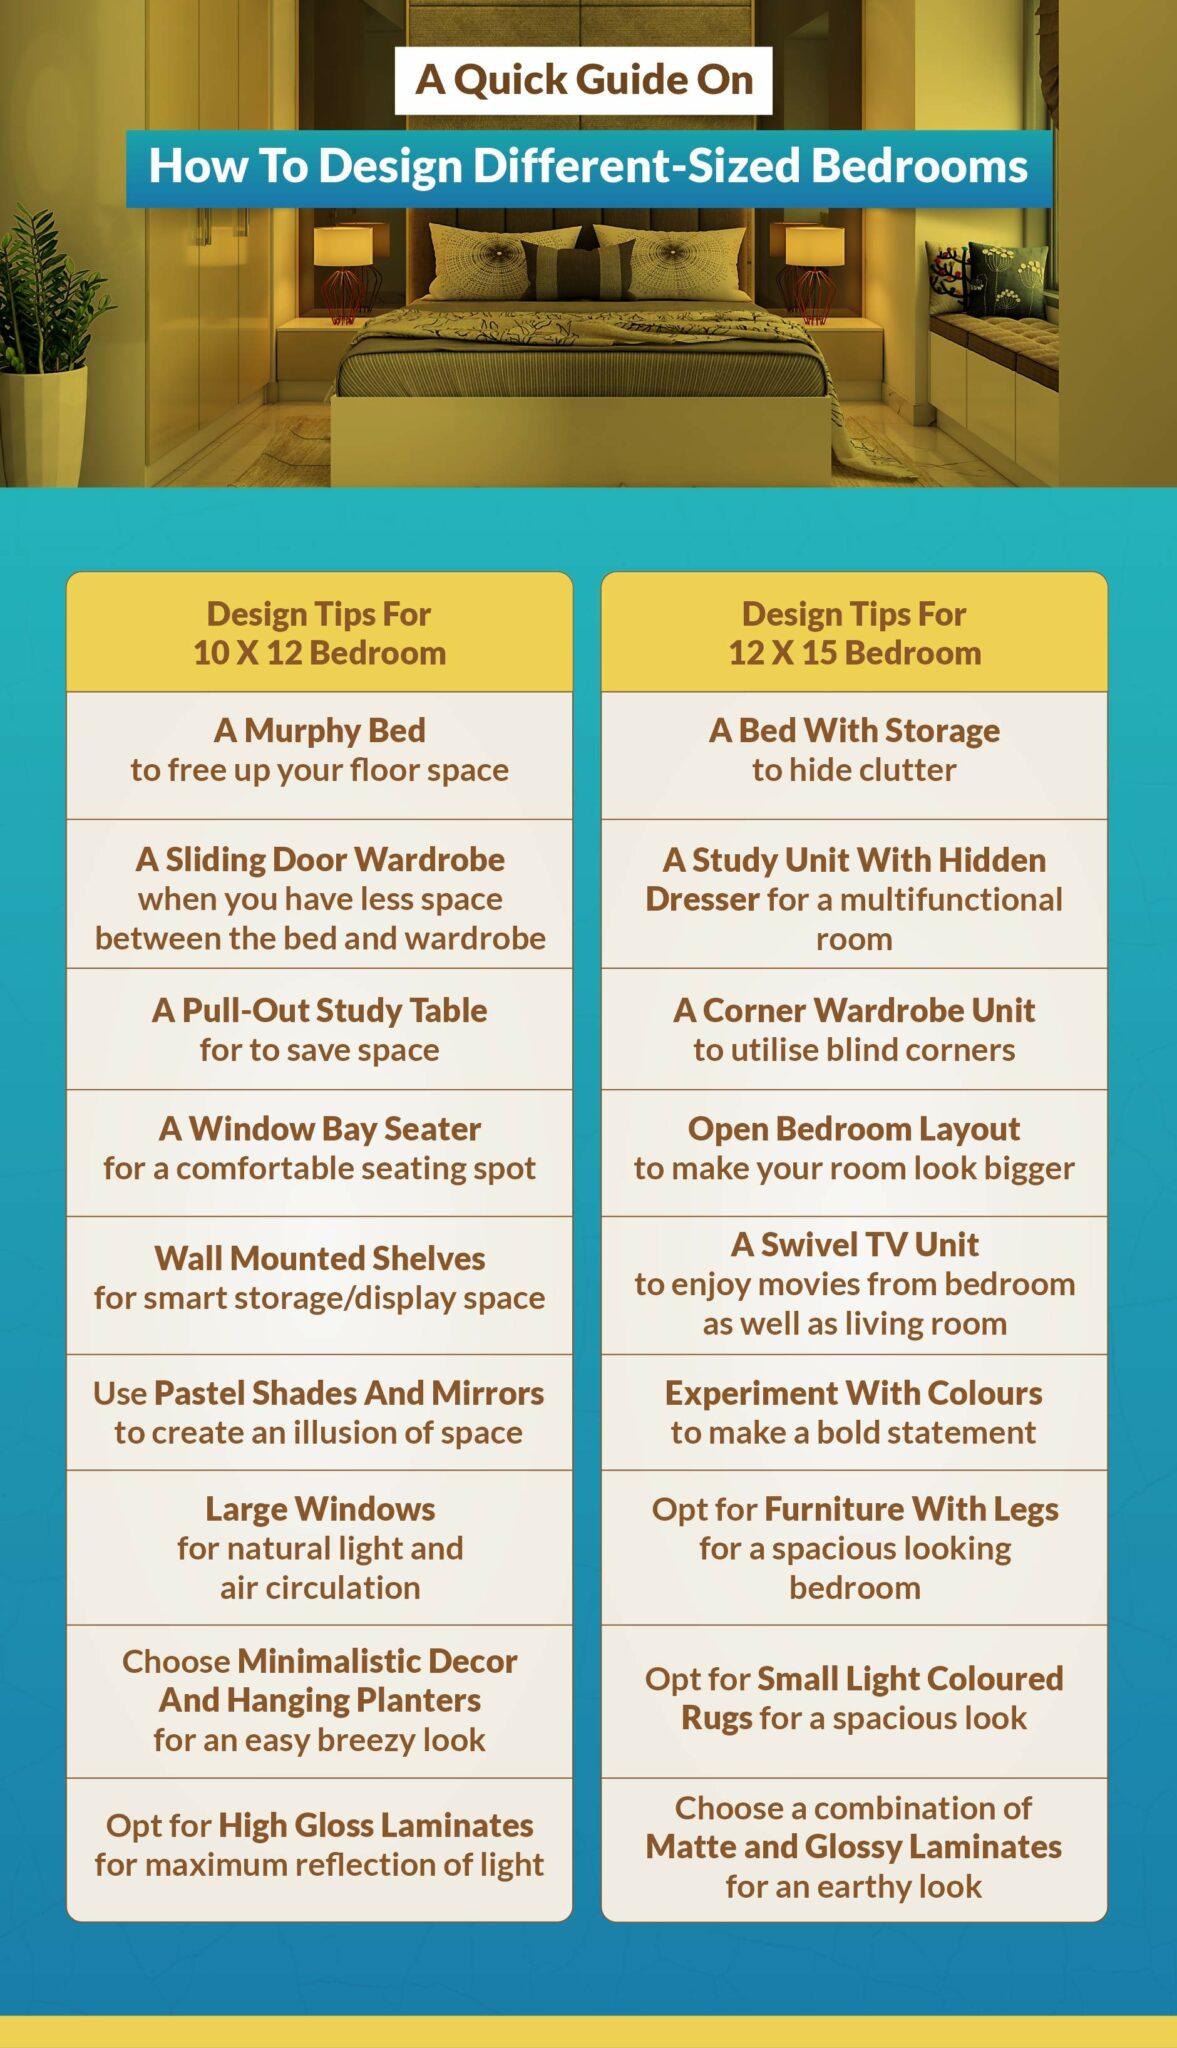 A Quick Guide On
How To Design Different-Sized Bedrooms
Design Tips For
10 X 12 Bedroom
A Murphy Bed
to free up your floor space
A Sliding Door Wardrobe
when you have less space
between the bed and wardrobe
A Pull-Out Study Table
for to save space
A Window Bay Seater
for a comfortable seating spot
Wall Mounted Shelves
for smart storage/display space
Use Pastel Shades And Mirrors
to create an illusion of space
Large Windows
for natural light and
air circulation
Choose Minimalistic Decor
And Hanging Planters
for an easy breezy look
Opt for High Gloss Laminates
for maximum reflection of light
Design Tips For
12 X 15 Bedroom
A Bed With Storage
to hide clutter
A Study Unit With Hidden
Dresser for a multifunctional
room
A Corner Wardrobe Unit
to utilise blind corners
Open Bedroom Layout
to make your room look bigger
A Swivel TV Unit
to enjoy movies from bedroom
as well as living room
Experiment With Colours
to make a bold statement
Opt for Furniture With Legs
for a spacious looking
bedroom
Opt for Small Light Coloured
Rugs for a spacious look
Choose a combination of
Matte and Glossy Laminates
for an earthy look